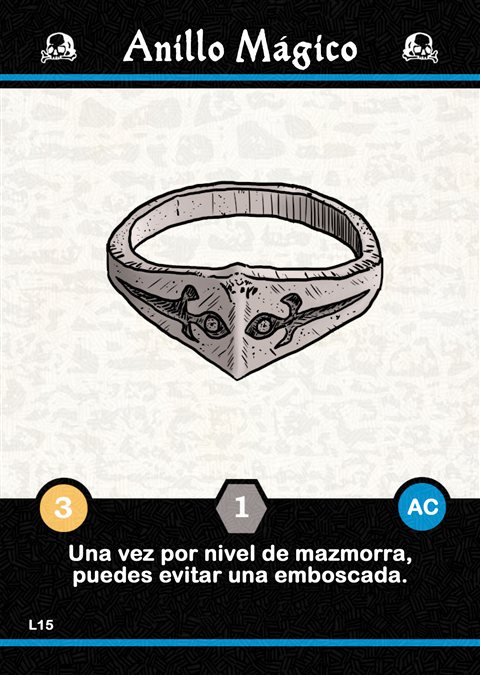 Anillo Mágico
3
1
AC
Una vez por nivel de mazmorra,
puedes evitar una emboscada.
L15